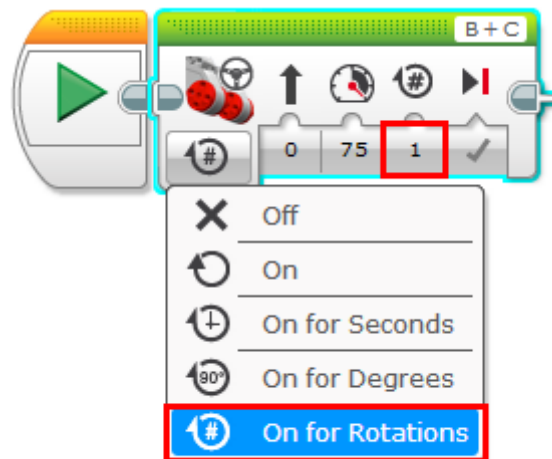 B + C
#
0 75 1
#
Off
On
On for Seconds
90° On for Degrees
# On for Rotations